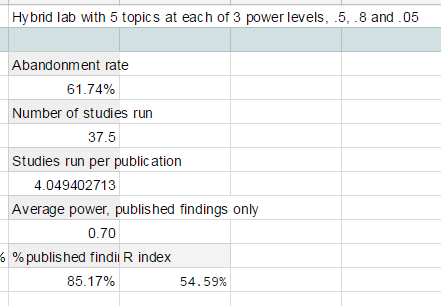 Hybrid lab with 5 topics at each of 3 power levels, .5, .8 and .05
Abandonment rate
61.74%
Number of studies run
37.5
Studies run per publication
4.049402713
Average power, published findings only
0.70
% % published findi R index
85.17% 54.59%